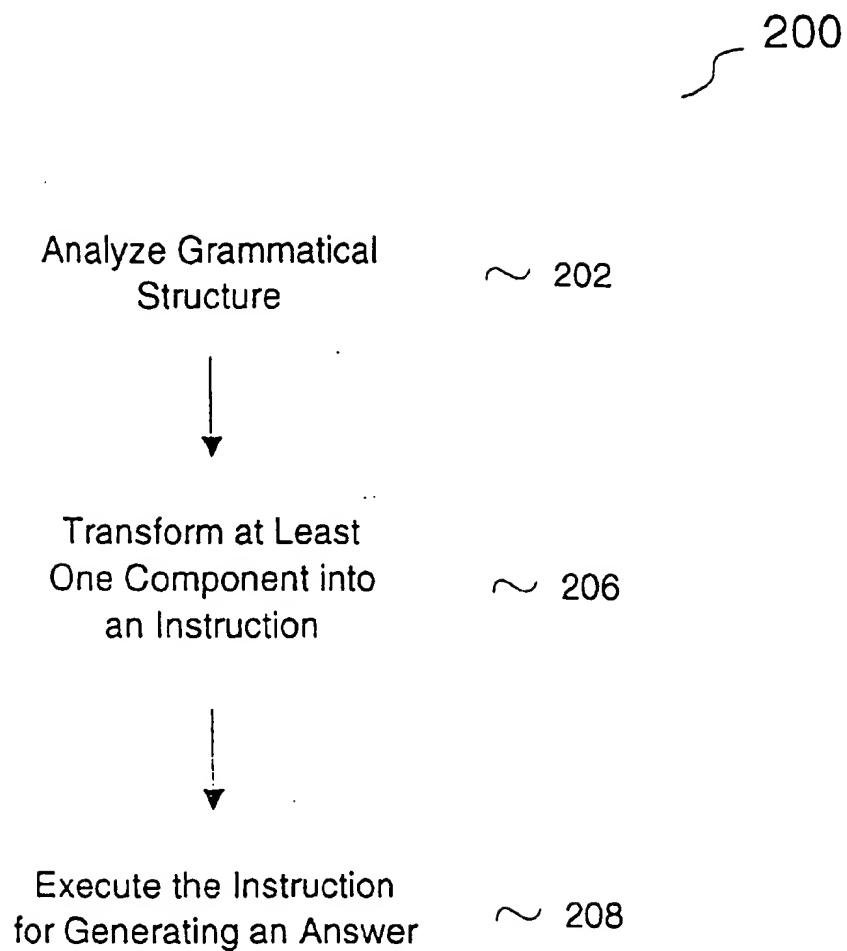 200
Analyze Grammatical
Structure
202
Transform at Least
One Component into
an Instruction
206
Execute the Instruction
for Generating an Answer
208